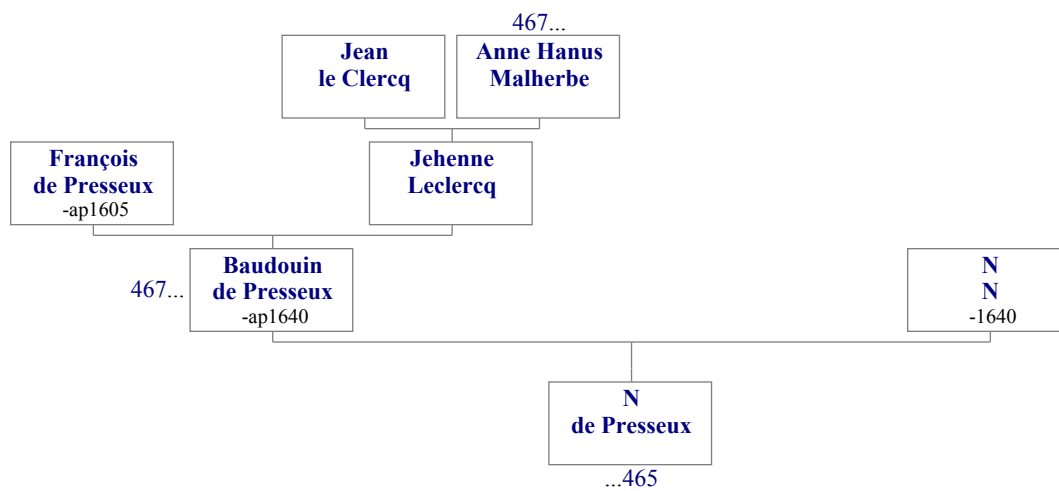 467...
Jean
le Clercq
Anne Hanus
Malherbe
François
de Presseux
-ap1605
Jehenne
Leclercq
467...
Baudouin
de Presseux
-ap1640
N
N
-1640
N
de Presseux
...465